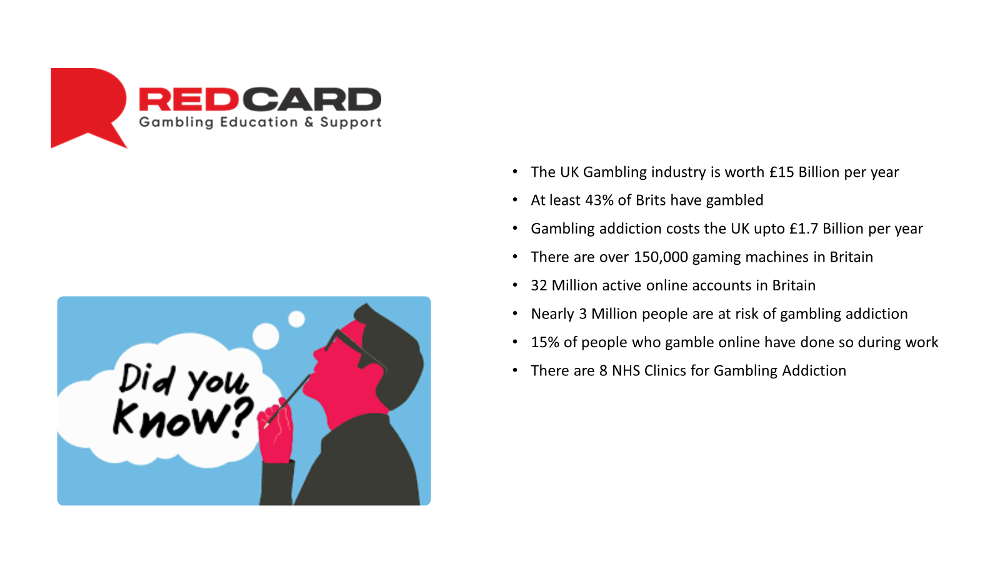 REDCARD
Gambling Education & Support
• The UK Gambling industry is worth £15 Billion per year
• At least 43% of Brits have gambled
• Gambling addiction costs the UK upto £1.7 Billion per year
• There are over 150,000 gaming machines in Britain
• 32 Million active online accounts in Britain
• Nearly 3 Million people are at risk of gambling addiction
• 15% of people who gamble online have done so during work
• There are 8 NHS Clinics for Gambling Addiction
Did you
Know?